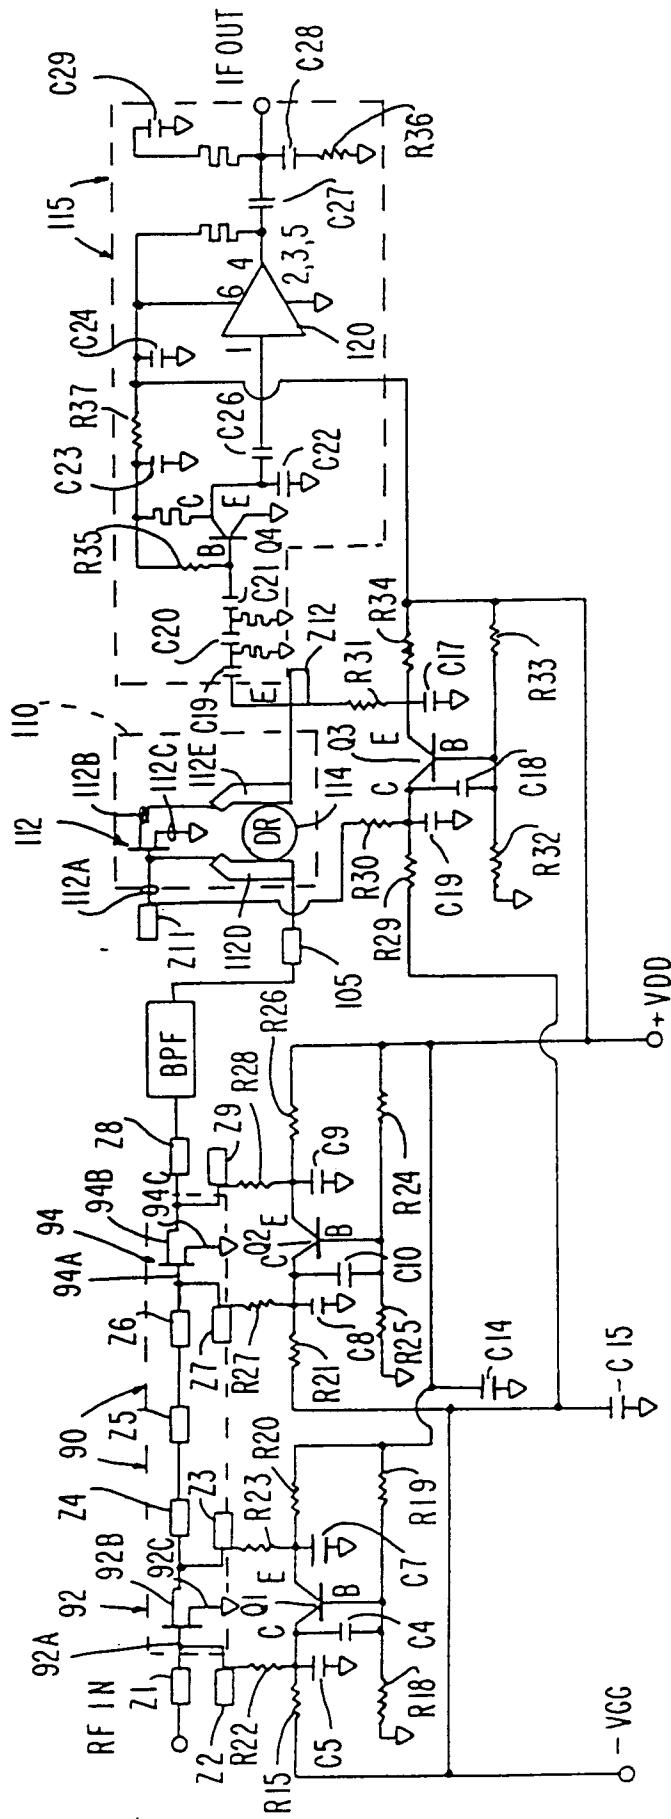 RF IN
Z1
92A
92
92B
92C
Z4
Z5
90
Z6
94A
94
94B
94C
Z8
BPF
Z2
R22
Z3
R23
Z7
R27
Z9
R28
R15
C5
Q1
C
E
B
C4
R18
C7
R20
R19
R21
C8
C
Q2
E
B
C10
R25
C9
R26
R24
C14
C15
-VGG
+VDD
105
Z11
112A
112
112B
110
112C1
112D
112E
DR
114
Z12
E
C19
C20
C21
R35
B
C
E
Q4
C23
R37
C24
C22
C26
1
6
4
2,3,5
120
115
C27
C29
IF OUT
C28
R36
R29
R30
C19
C
Q3
E
B
C18
R32
R31
C17
R34
R33